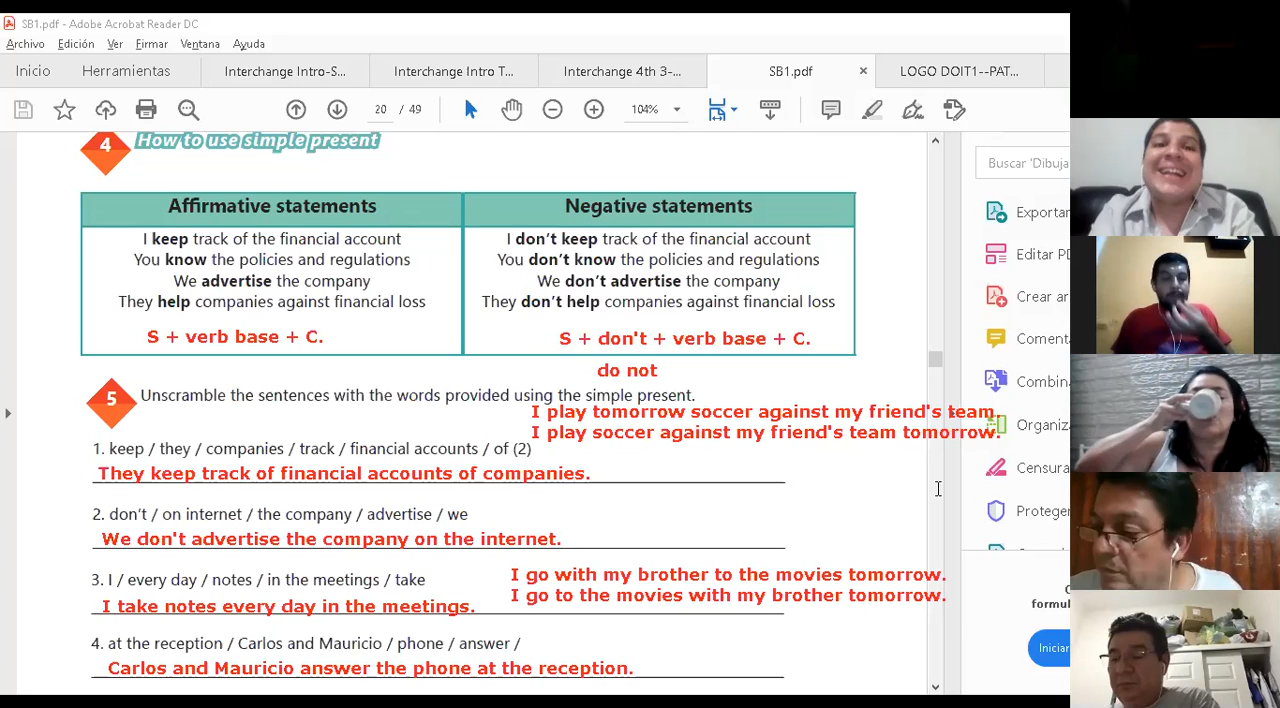 SB1.pdf - Adobe Acrobat Reader DC
Archivo Edición Ver Firmar Ventana Ayuda
Inicio Herramientas Interchange Intro-S... Interchange Intro T... Interchange 4th 3-... SB1.pdf × LOGO DOIT1--PAT...
20 / 49 104%
4 How to use simple present
Buscar 'Dibuja
Affirmative statements Negative statements
I keep track of the financial account I don't keep track of the financial account
You know the policies and regulations You don't know the policies and regulations
We advertise the company We don't advertise the company
They help companies against financial loss They don't help companies against financial loss
S + verb base + C. S + don't + verb base + C.
do not
5 Unscramble the sentences with the words provided using the simple present.
I play tomorrow soccer against my friend's team.
I play soccer against my friend's team tomorrow.
1. keep / they / companies / track / financial accounts / of (2)
They keep track of financial accounts of companies.
2. don't / on internet / the company / advertise / we
We don't advertise the company on the internet.
3. I / every day / notes / in the meetings / take
I go with my brother to the movies tomorrow.
I go to the movies with my brother tomorrow.
I take notes every day in the meetings.
4. at the reception / Carlos and Mauricio / phone / answer /
Carlos and Mauricio answer the phone at the reception.
Exportar
Editar PD
Crear ar
Comenta
Combin
Organiz
Censura
Proteger
formul
Iniciar